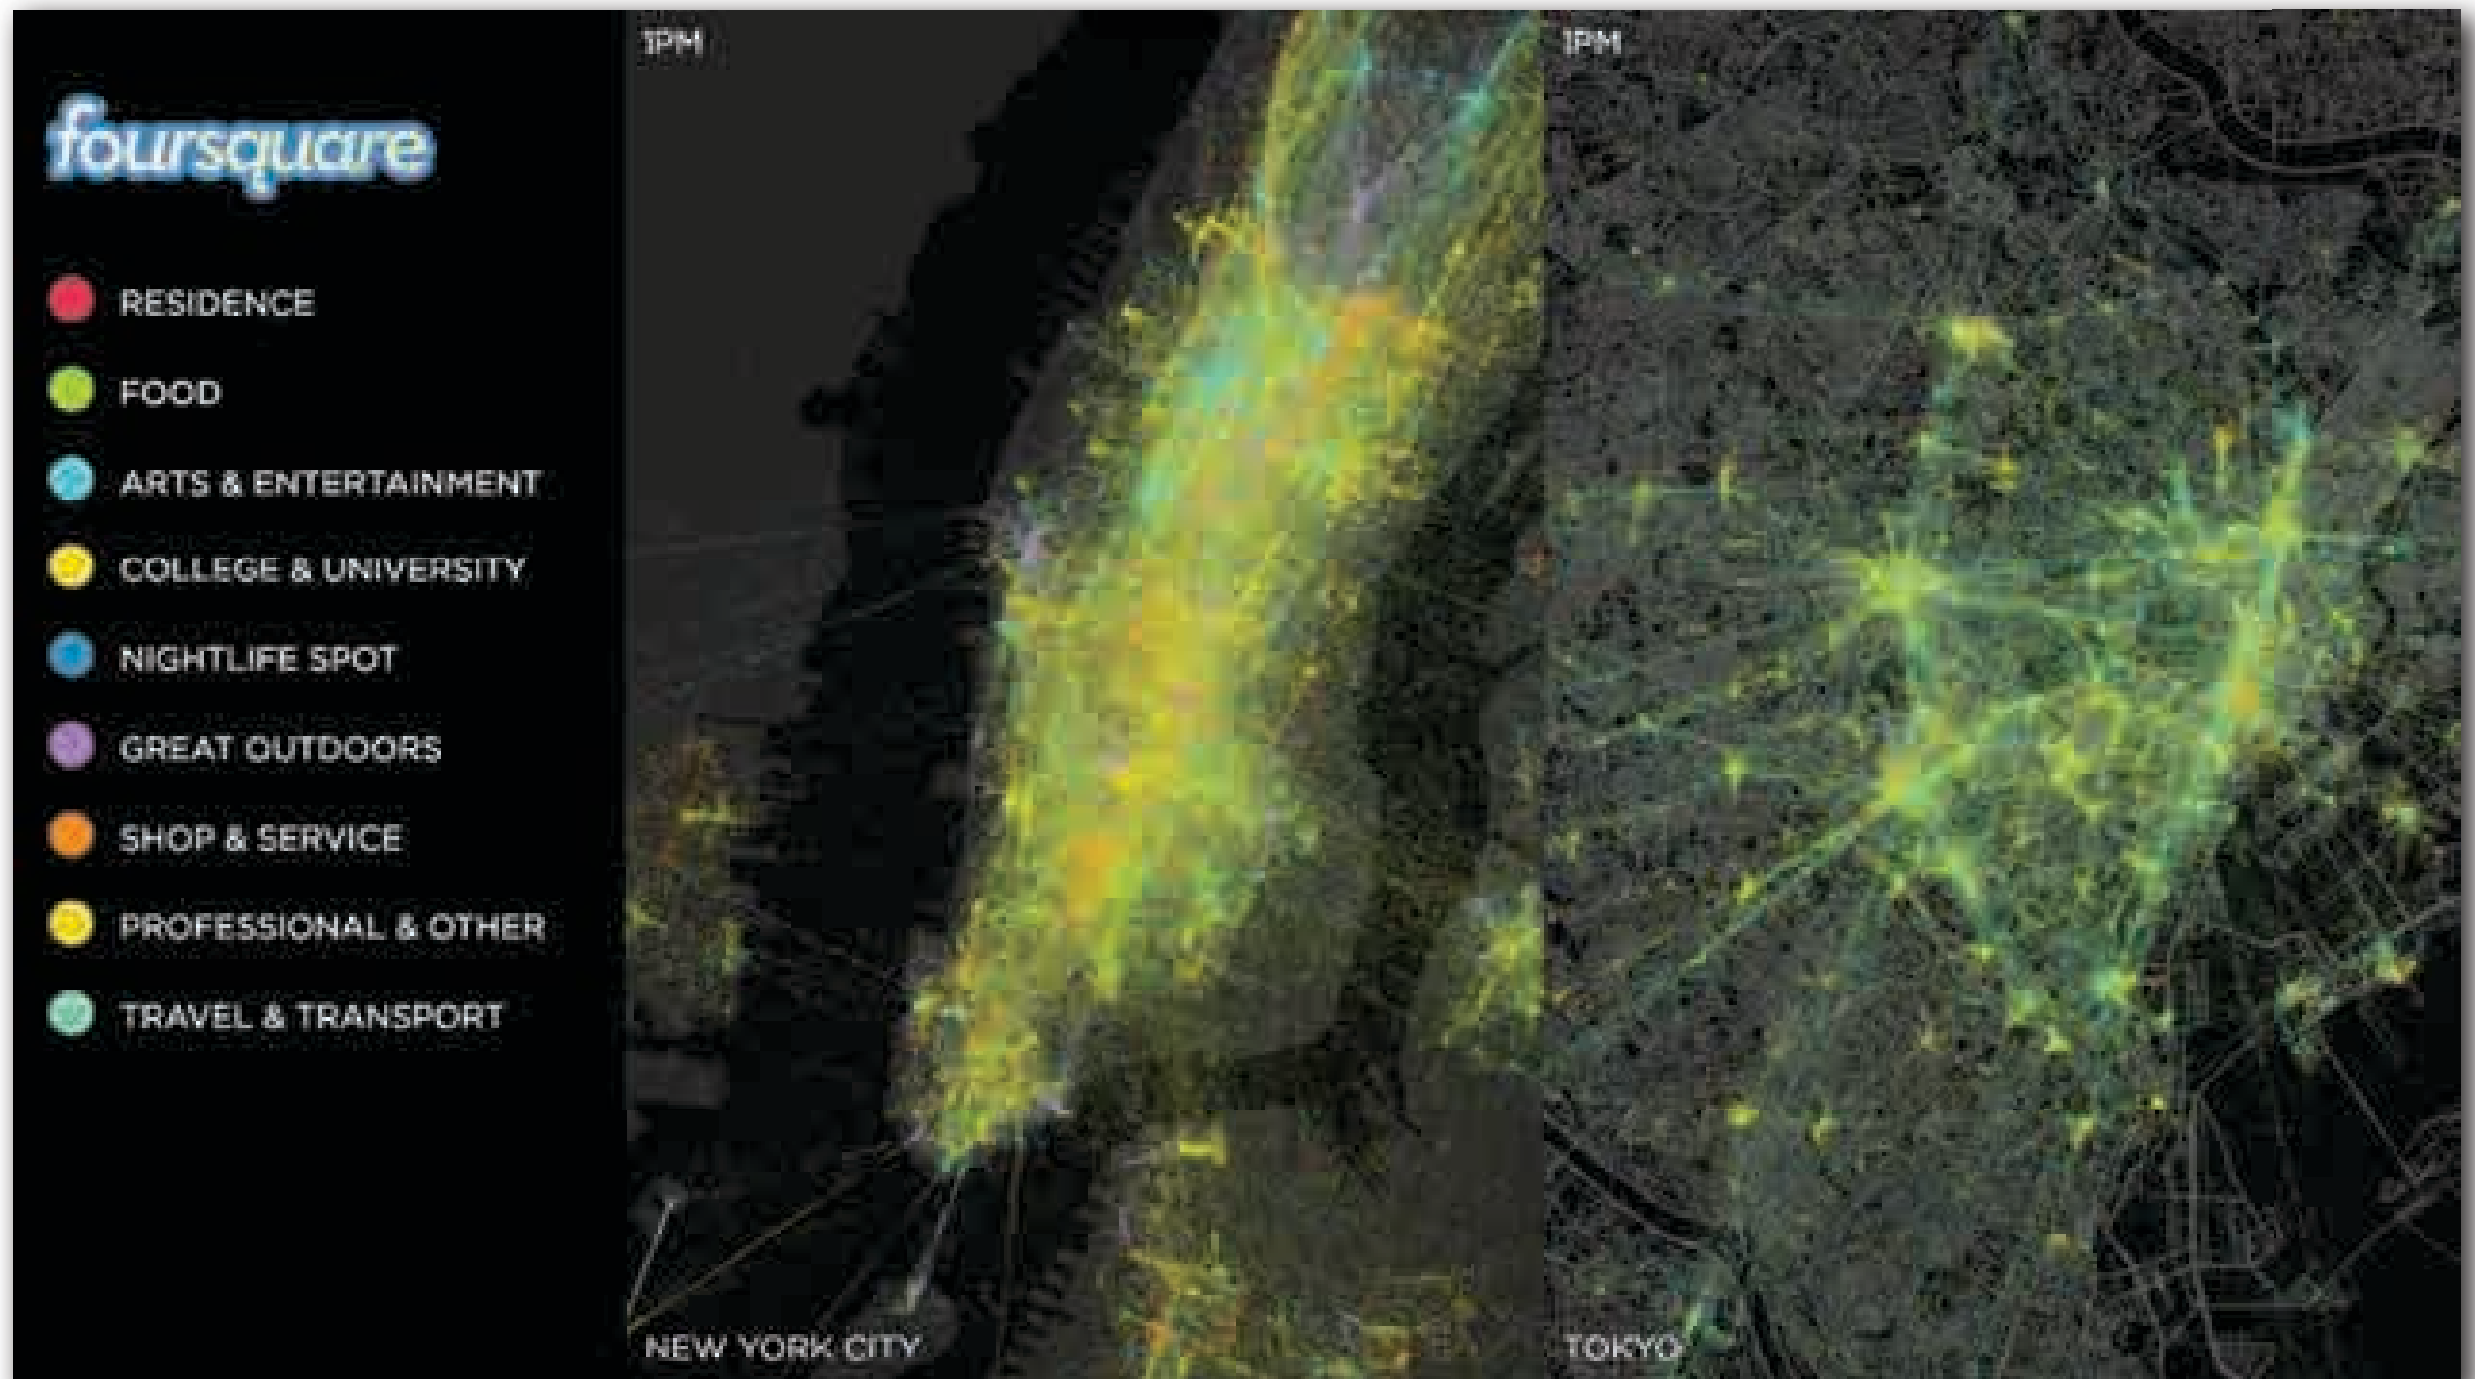 foursquare
RESIDENCE
FOOD
ARTS & ENTERTAINMENT
COLLEGE & UNIVERSITY
NIGHTLIFE SPOT
GREAT OUTDOORS
SHOP & SERVICE
PROFESSIONAL & OTHER
TRAVEL & TRANSPORT
1PM
NEW YORK CITY
1PM
TOKYO